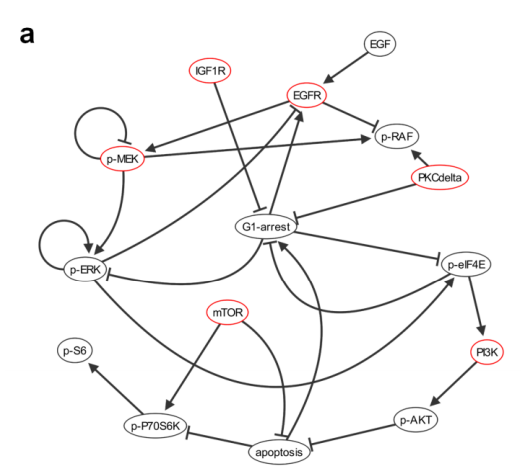 a
EGF
IGF1R
EGFR
p-RAF
p-MEK
PKCdelta
G1-arrest
p-ERK
p-eIF4E
mTOR
p-S6
PI3K
p-P70S6K
p-AKT
apoptosis